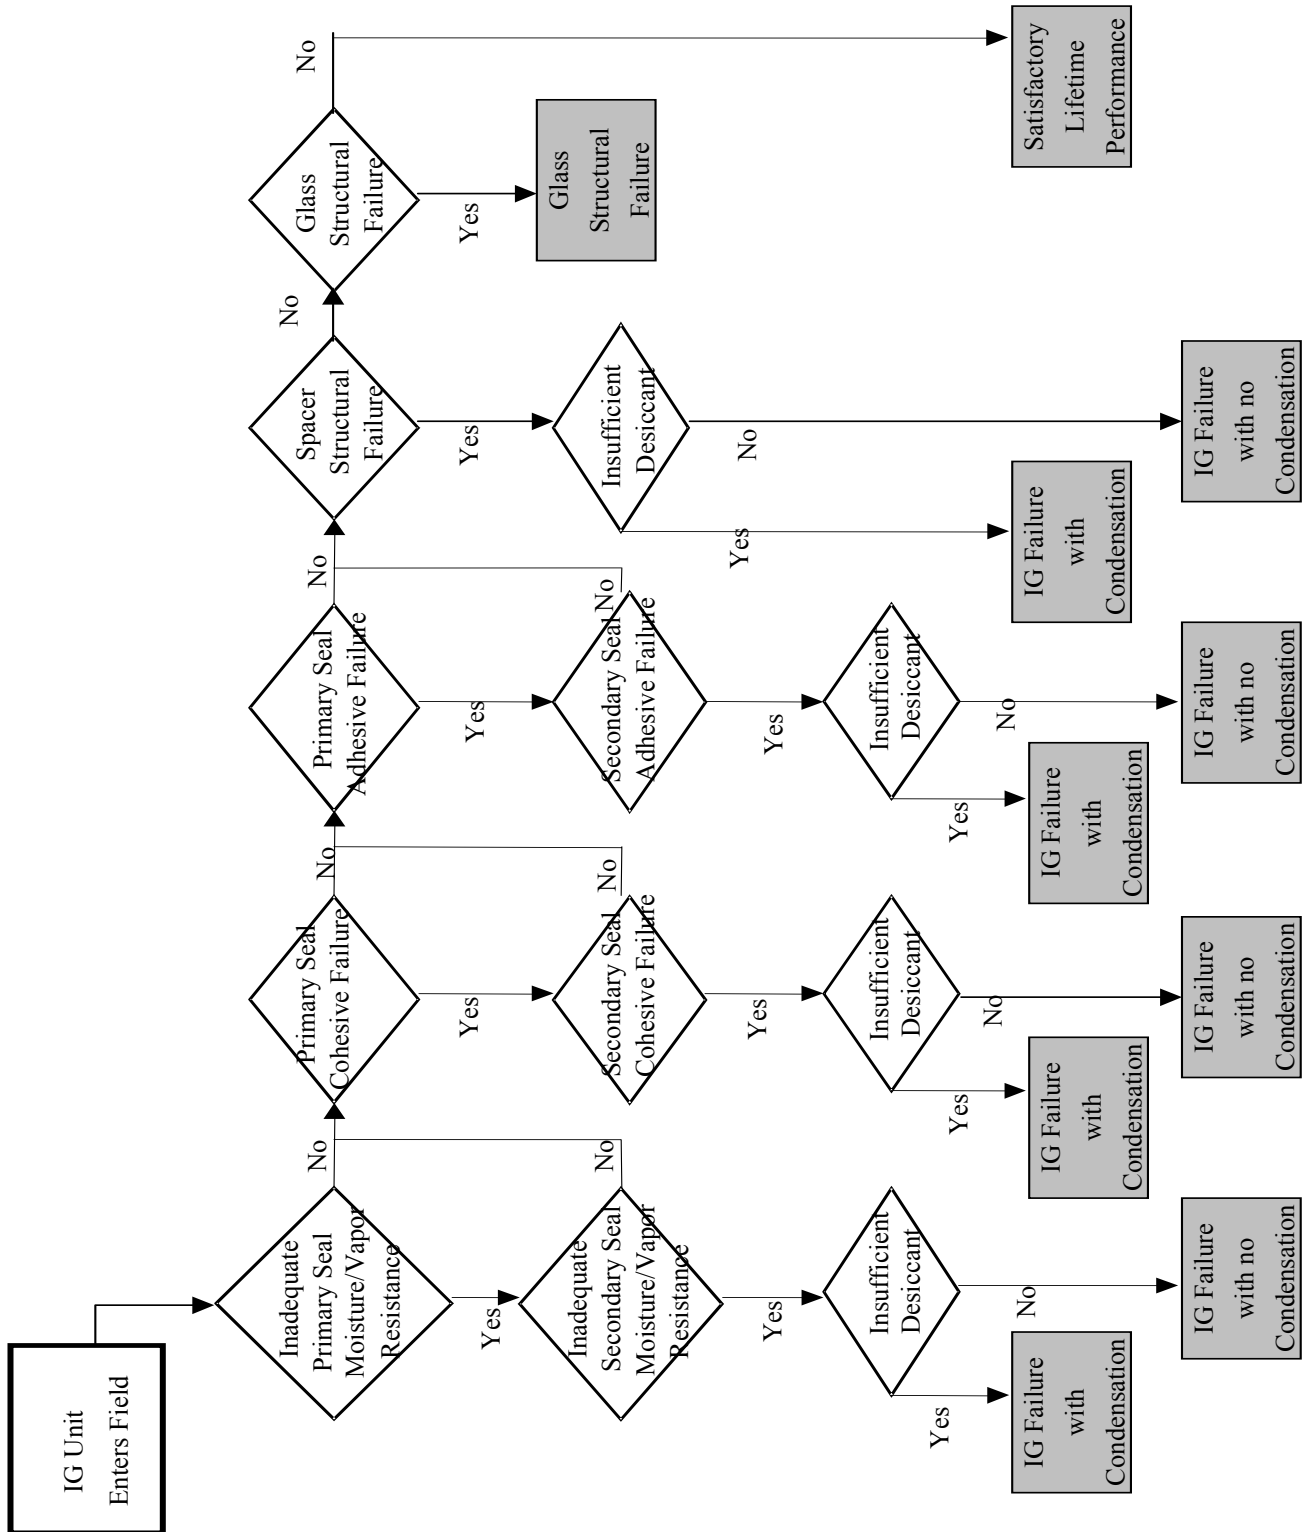 IG Unit
Enters Field
Inadequate
Primary Seal
Moisture/Vapor
Resistance
No
Primary Seal
Cohesive Failure
No
Primary Seal
Adhesive Failure
No
Spacer
Structural
Failure
No
Glass
Structural
Failure
No
Yes
Yes
Yes
Yes
Yes
Inadequate
Secondary Seal
Moisture/Vapor
Resistance
No
Secondary Seal
Cohesive Failure
No
Secondary Seal
Adhesive Failure
No
Insufficient
Desiccant
Glass
Structural
Failure
Yes
Yes
Yes
Yes
No
Insufficient
Desiccant
Insufficient
Desiccant
Insufficient
Desiccant
Yes
No
Yes
No
Yes
No
IG Failure
with
Condensation
IG Failure
with
Condensation
IG Failure
with
Condensation
IG Failure
with
Condensation
Satisfactory
Lifetime
Performance
IG Failure
with no
Condensation
IG Failure
with no
Condensation
IG Failure
with no
Condensation
IG Failure
with no
Condensation